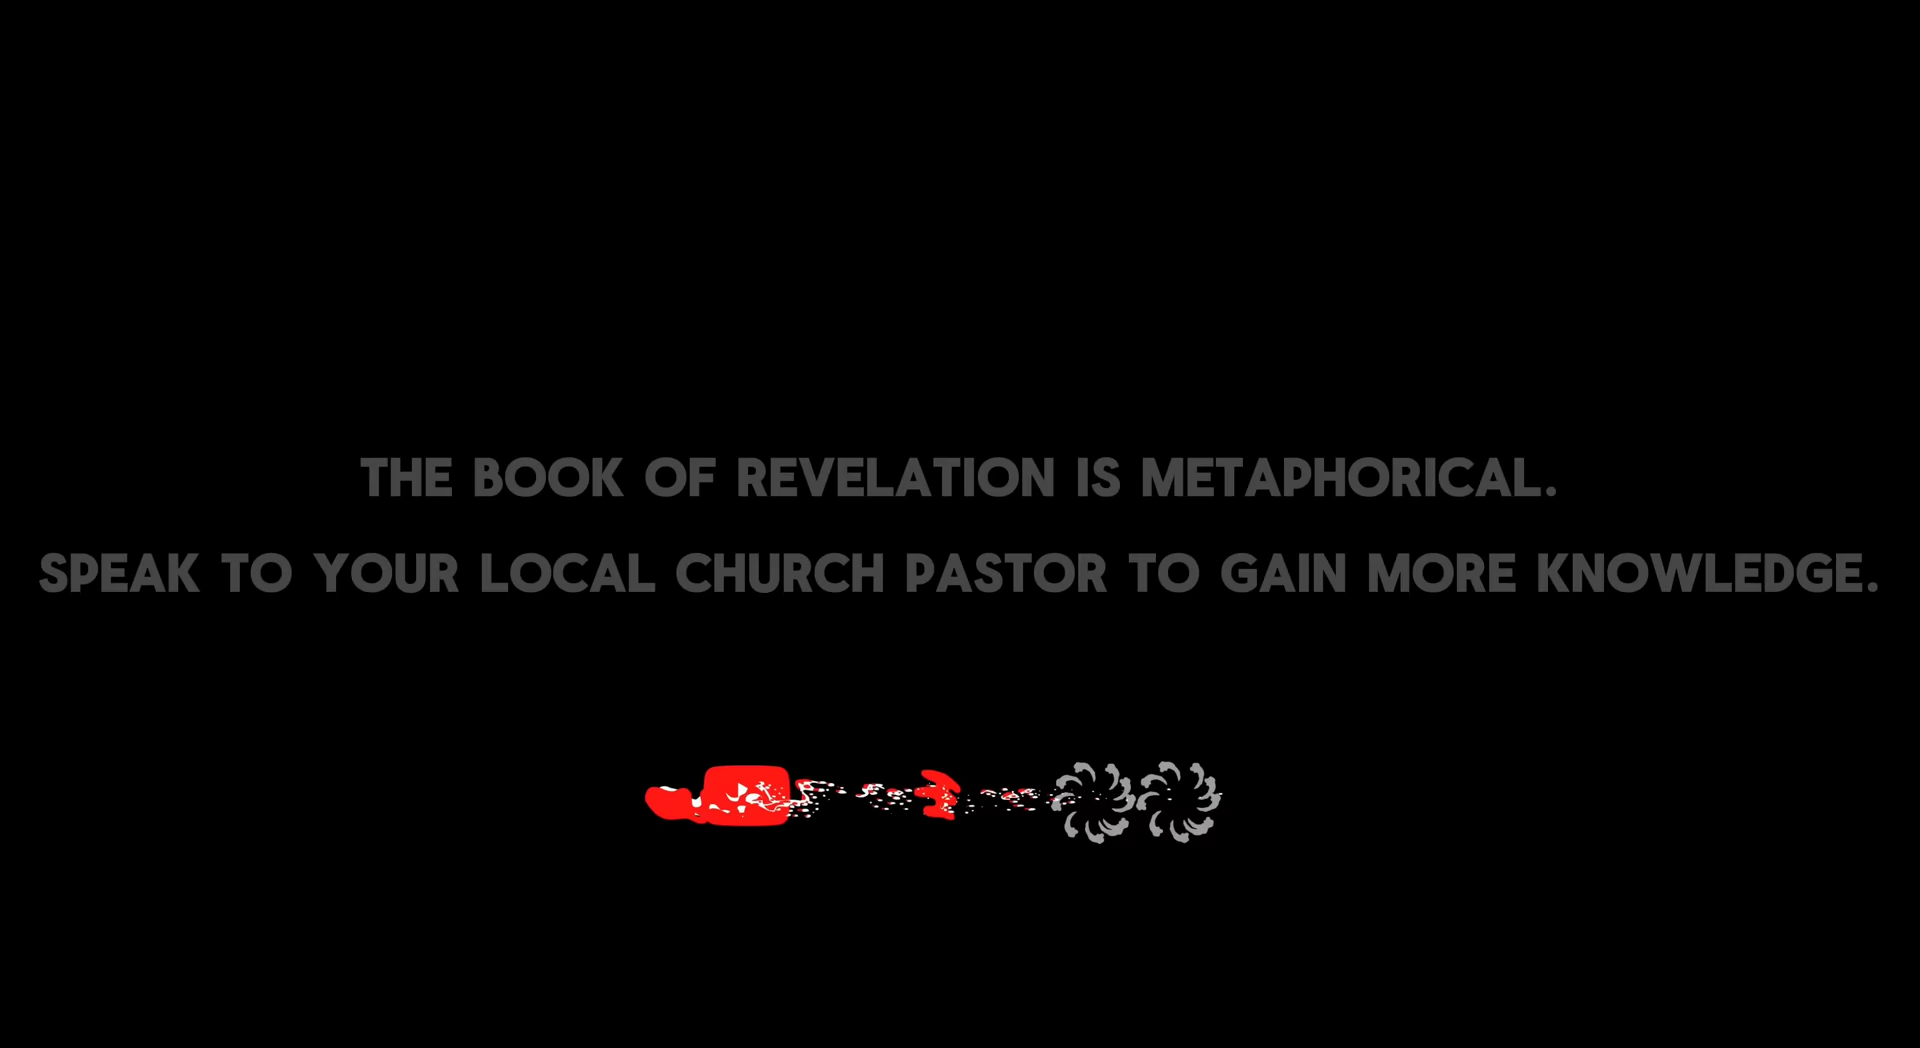 THE BOOK OF REVELATION IS METAPHORICAL.
SPEAK TO YOUR LOCAL CHURCH PASTOR TO GAIN MORE KNOWLEDGE.